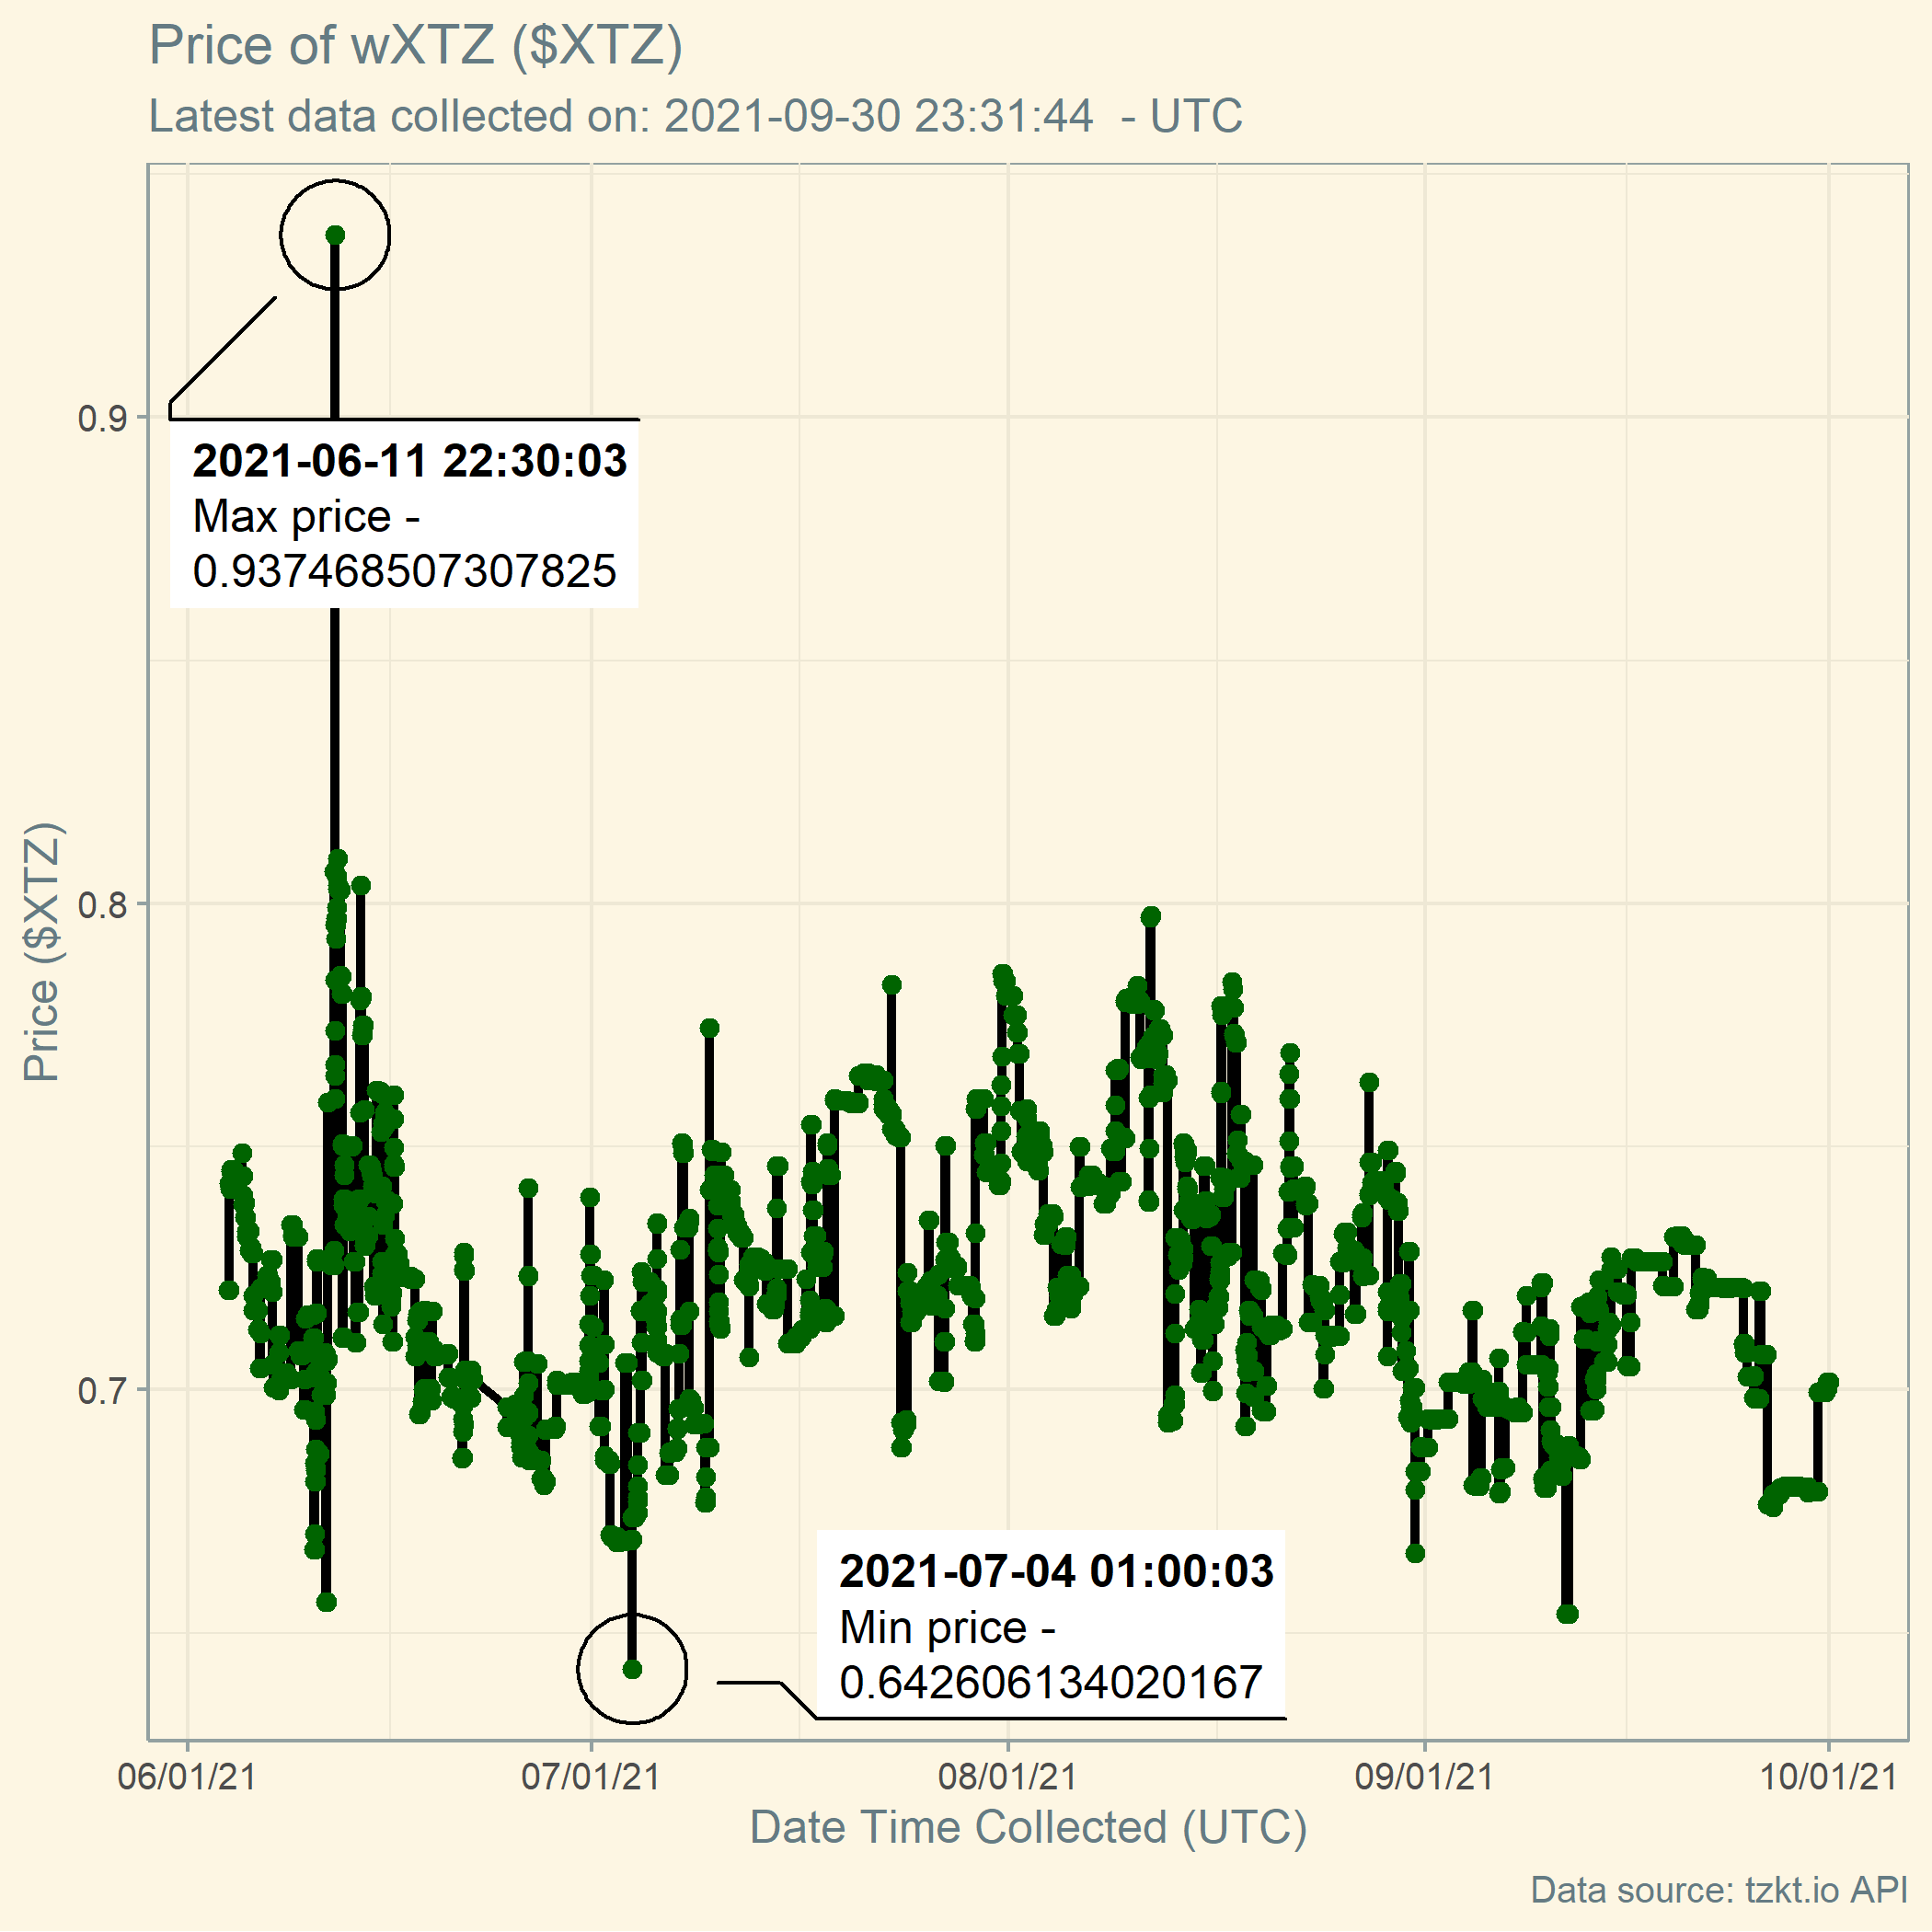 Price of wXTZ ($XTZ)
Latest data collected on: 2021-09-30 23:31:44  - UTC
2021-06-11 22:30:03
Max price -
0.937468507307825
0.9
0.8
0.7
Price ($XTZ)
2021-07-04 01:00:03
Min price -
0.642606134020167
06/01/21
07/01/21
08/01/21
09/01/21
10/01/21
Date Time Collected (UTC)
Data source: tzkt.io API